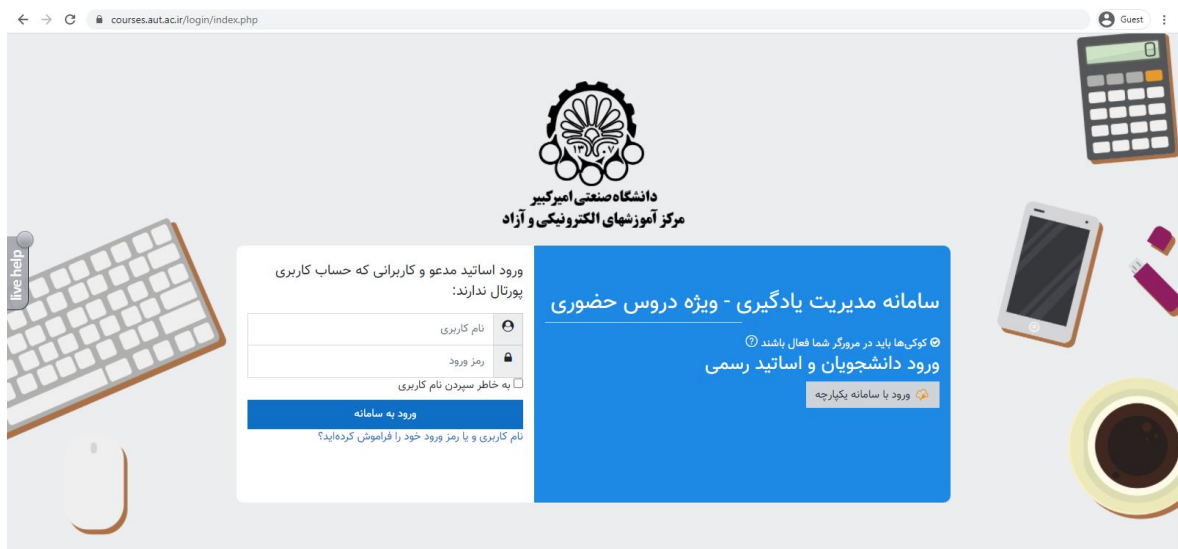 courses.aut.ac.ir/login/index.php
Guest
0
۱۳۰۷
دانشگاه صنعتی امیرکبیر
مرکز آموزشهای الکترونیکی و آزاد
live help
سامانه مدیریت یادگیری - ویژه دروس حضوری
کوکی‌ها باید در مرورگر شما فعال باشند
ورود دانشجویان و اساتید رسمی
ورود با سامانه یکپارچه
ورود اساتید مدعو و کاربرانی که حساب کاربری
پورتال ندارند:
نام کاربری
رمز ورود
به خاطر سپردن نام کاربری
ورود به سامانه
نام کاربری و یا رمز ورود خود را فراموش کرده‌اید؟